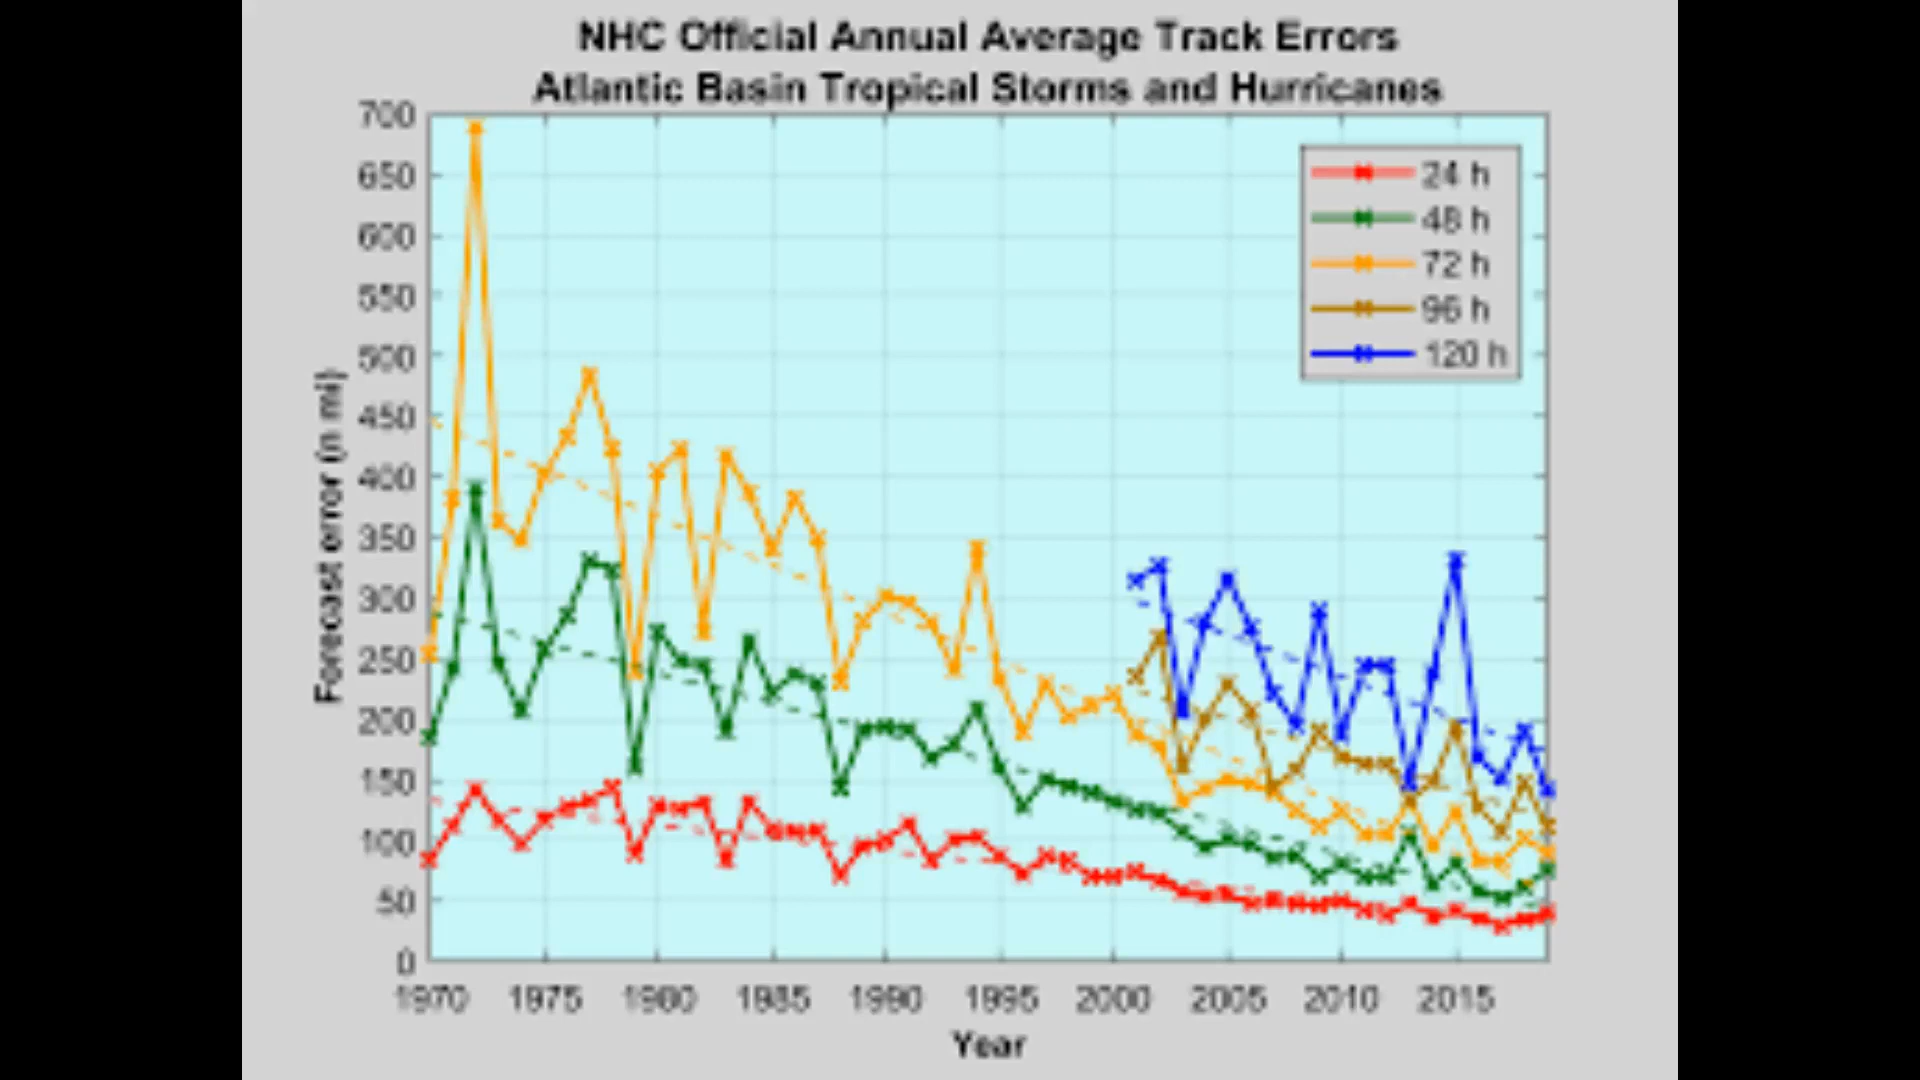 NHC Official Annual Average Track Errors
Atlantic Basin Tropical Storms and Hurricanes
700
650
600
550
500
450
400
350
300
250
200
150
100
50
0
Forecast error (n mi)
24 h
48 h
72 h
96 h
120 h
1970 1975 1980 1985 1990 1995 2000 2005 2010 2015
Year